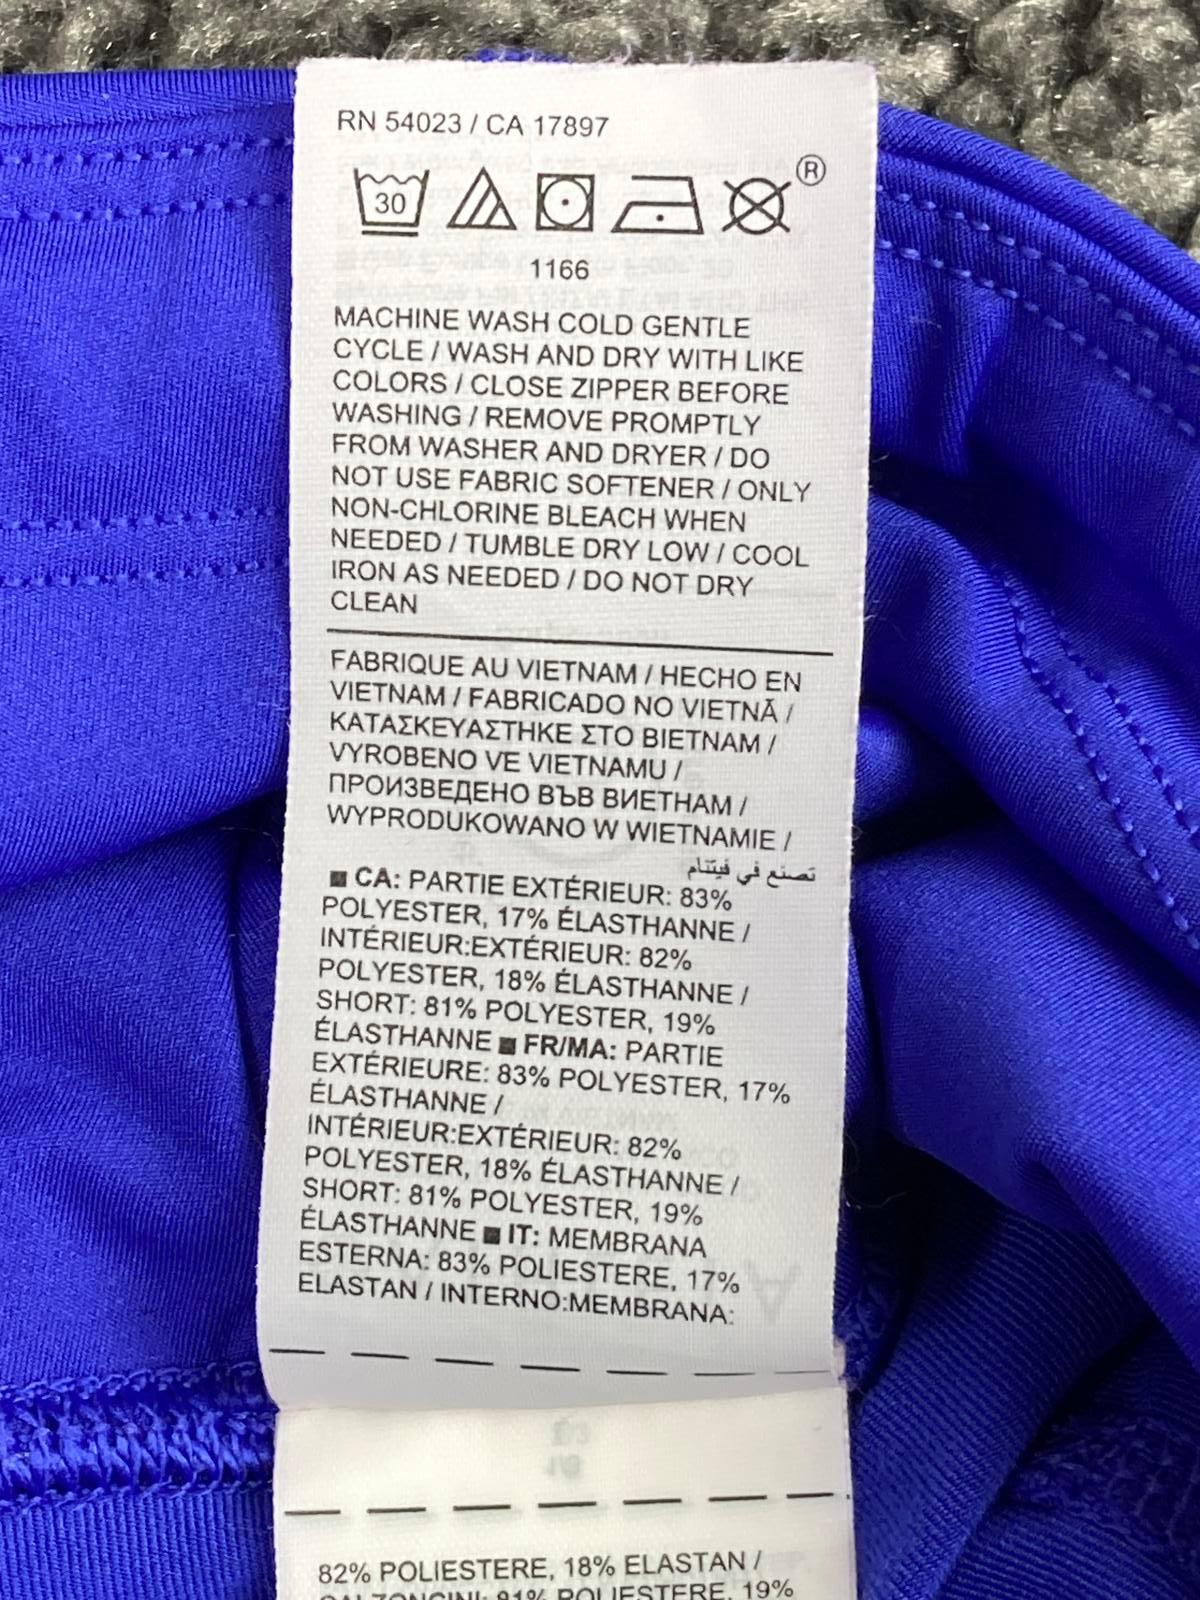 RN 54023 / CA 17897
30
®
1166
MACHINE WASH COLD GENTLE
CYCLE / WASH AND DRY WITH LIKE
COLORS / CLOSE ZIPPER BEFORE
WASHING / REMOVE PROMPTLY
FROM WASHER AND DRYER / DO
NOT USE FABRIC SOFTENER / ONLY
NON-CHLORINE BLEACH WHEN
NEEDED / TUMBLE DRY LOW / COOL
IRON AS NEEDED / DO NOT DRY
CLEAN
FABRIQUE AU VIETNAM / HECHO EN
VIETNAM / FABRICADO NO VIETNÃ /
ΚΑΤΑΣΚΕΥΑΣΤΗΚΕ ΣΤΟ ΒΙΕΤΝΑΜ /
VYROBENO VE VIETNAMU /
ПРОИЗВЕДЕНО ВЪВ ВИЕТНАМ /
WYPRODUKOWANO W WIETNAMIE /
تصنع في فيتنام
■ CA: PARTIE EXTÉRIEUR: 83%
POLYESTER, 17% ÉLASTHANNE /
INTÉRIEUR:EXTÉRIEUR: 82%
POLYESTER, 18% ÉLASTHANNE /
SHORT: 81% POLYESTER, 19%
ÉLASTHANNE ■ FR/MA: PARTIE
EXTÉRIEURE: 83% POLYESTER, 17%
ÉLASTHANNE /
INTÉRIEUR:EXTÉRIEUR: 82%
POLYESTER, 18% ÉLASTHANNE /
SHORT: 81% POLYESTER, 19%
ÉLASTHANNE ■ IT: MEMBRANA
ESTERNA: 83% POLIESTERE, 17%
ELASTAN / INTERNO:MEMBRANA:
82% POLIESTERE, 18% ELASTAN /
CALZONCINI: 81% POLIESTERE, 19%